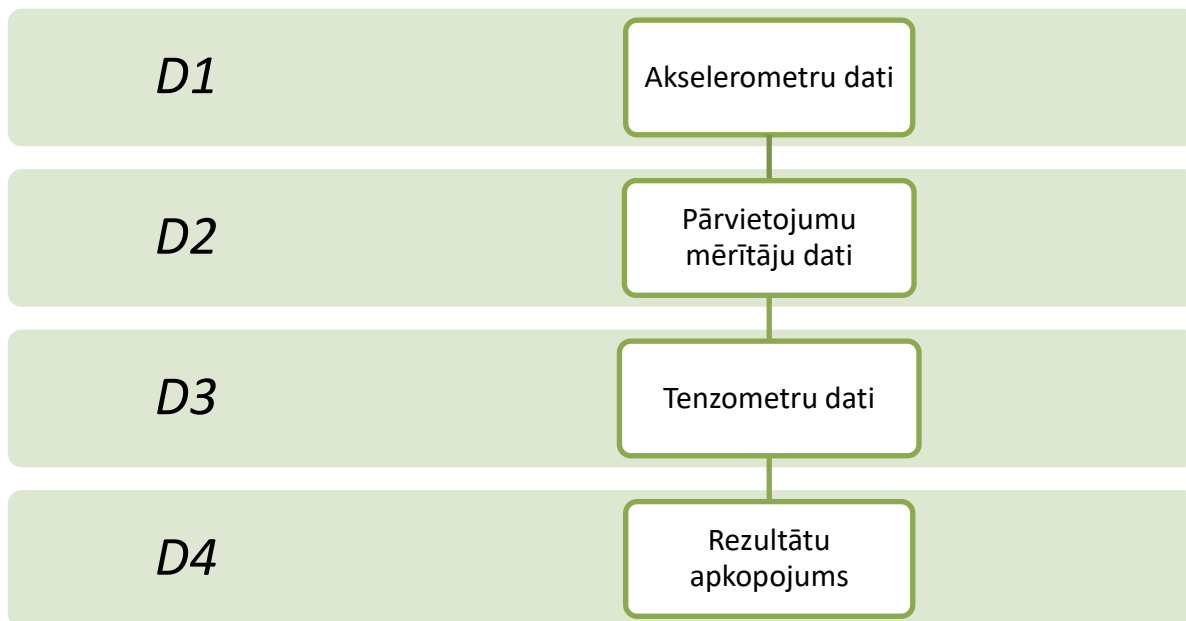 D1
Akselerometru dati
D2
Pārvietojumu
mērītāju dati
D3
Tenzometru dati
D4
Rezultātu
apkopojums